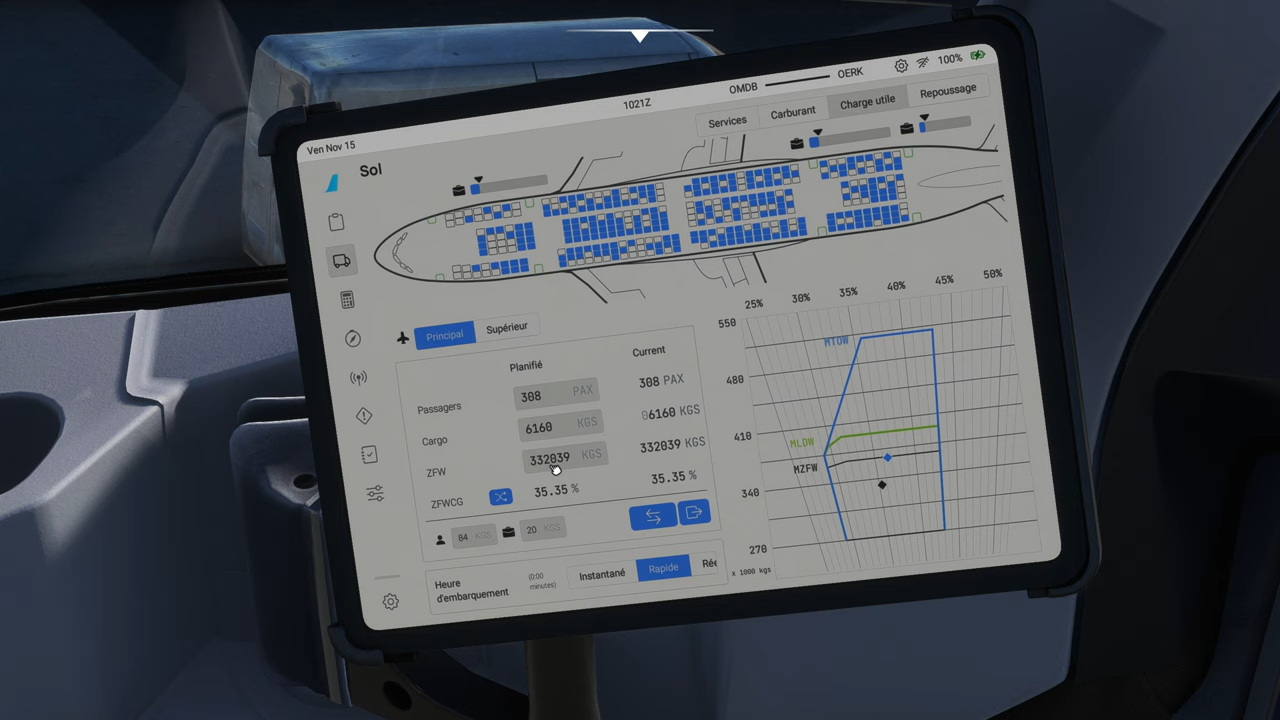 Ven Nov 15
1021Z
OMDB OERK
100%
Sol
Services Carburant Charge utile Repoussage
Principal Supérieur
Planifié Current
Passagers 308 PAX 308 PAX
Cargo 6160 KGS 06160 KGS
ZFW 332039 KGS 332039 KGS
ZFWCG 35.35 % 35.35 %
84 KGS 20 KGS
Heure d'embarquement
(0:00 minutes)
Instantané Rapide Rée
25% 30% 35% 40% 45% 50%
550
480
410
340
270
x 1000 kgs
MTOW
MLDW
MZFW